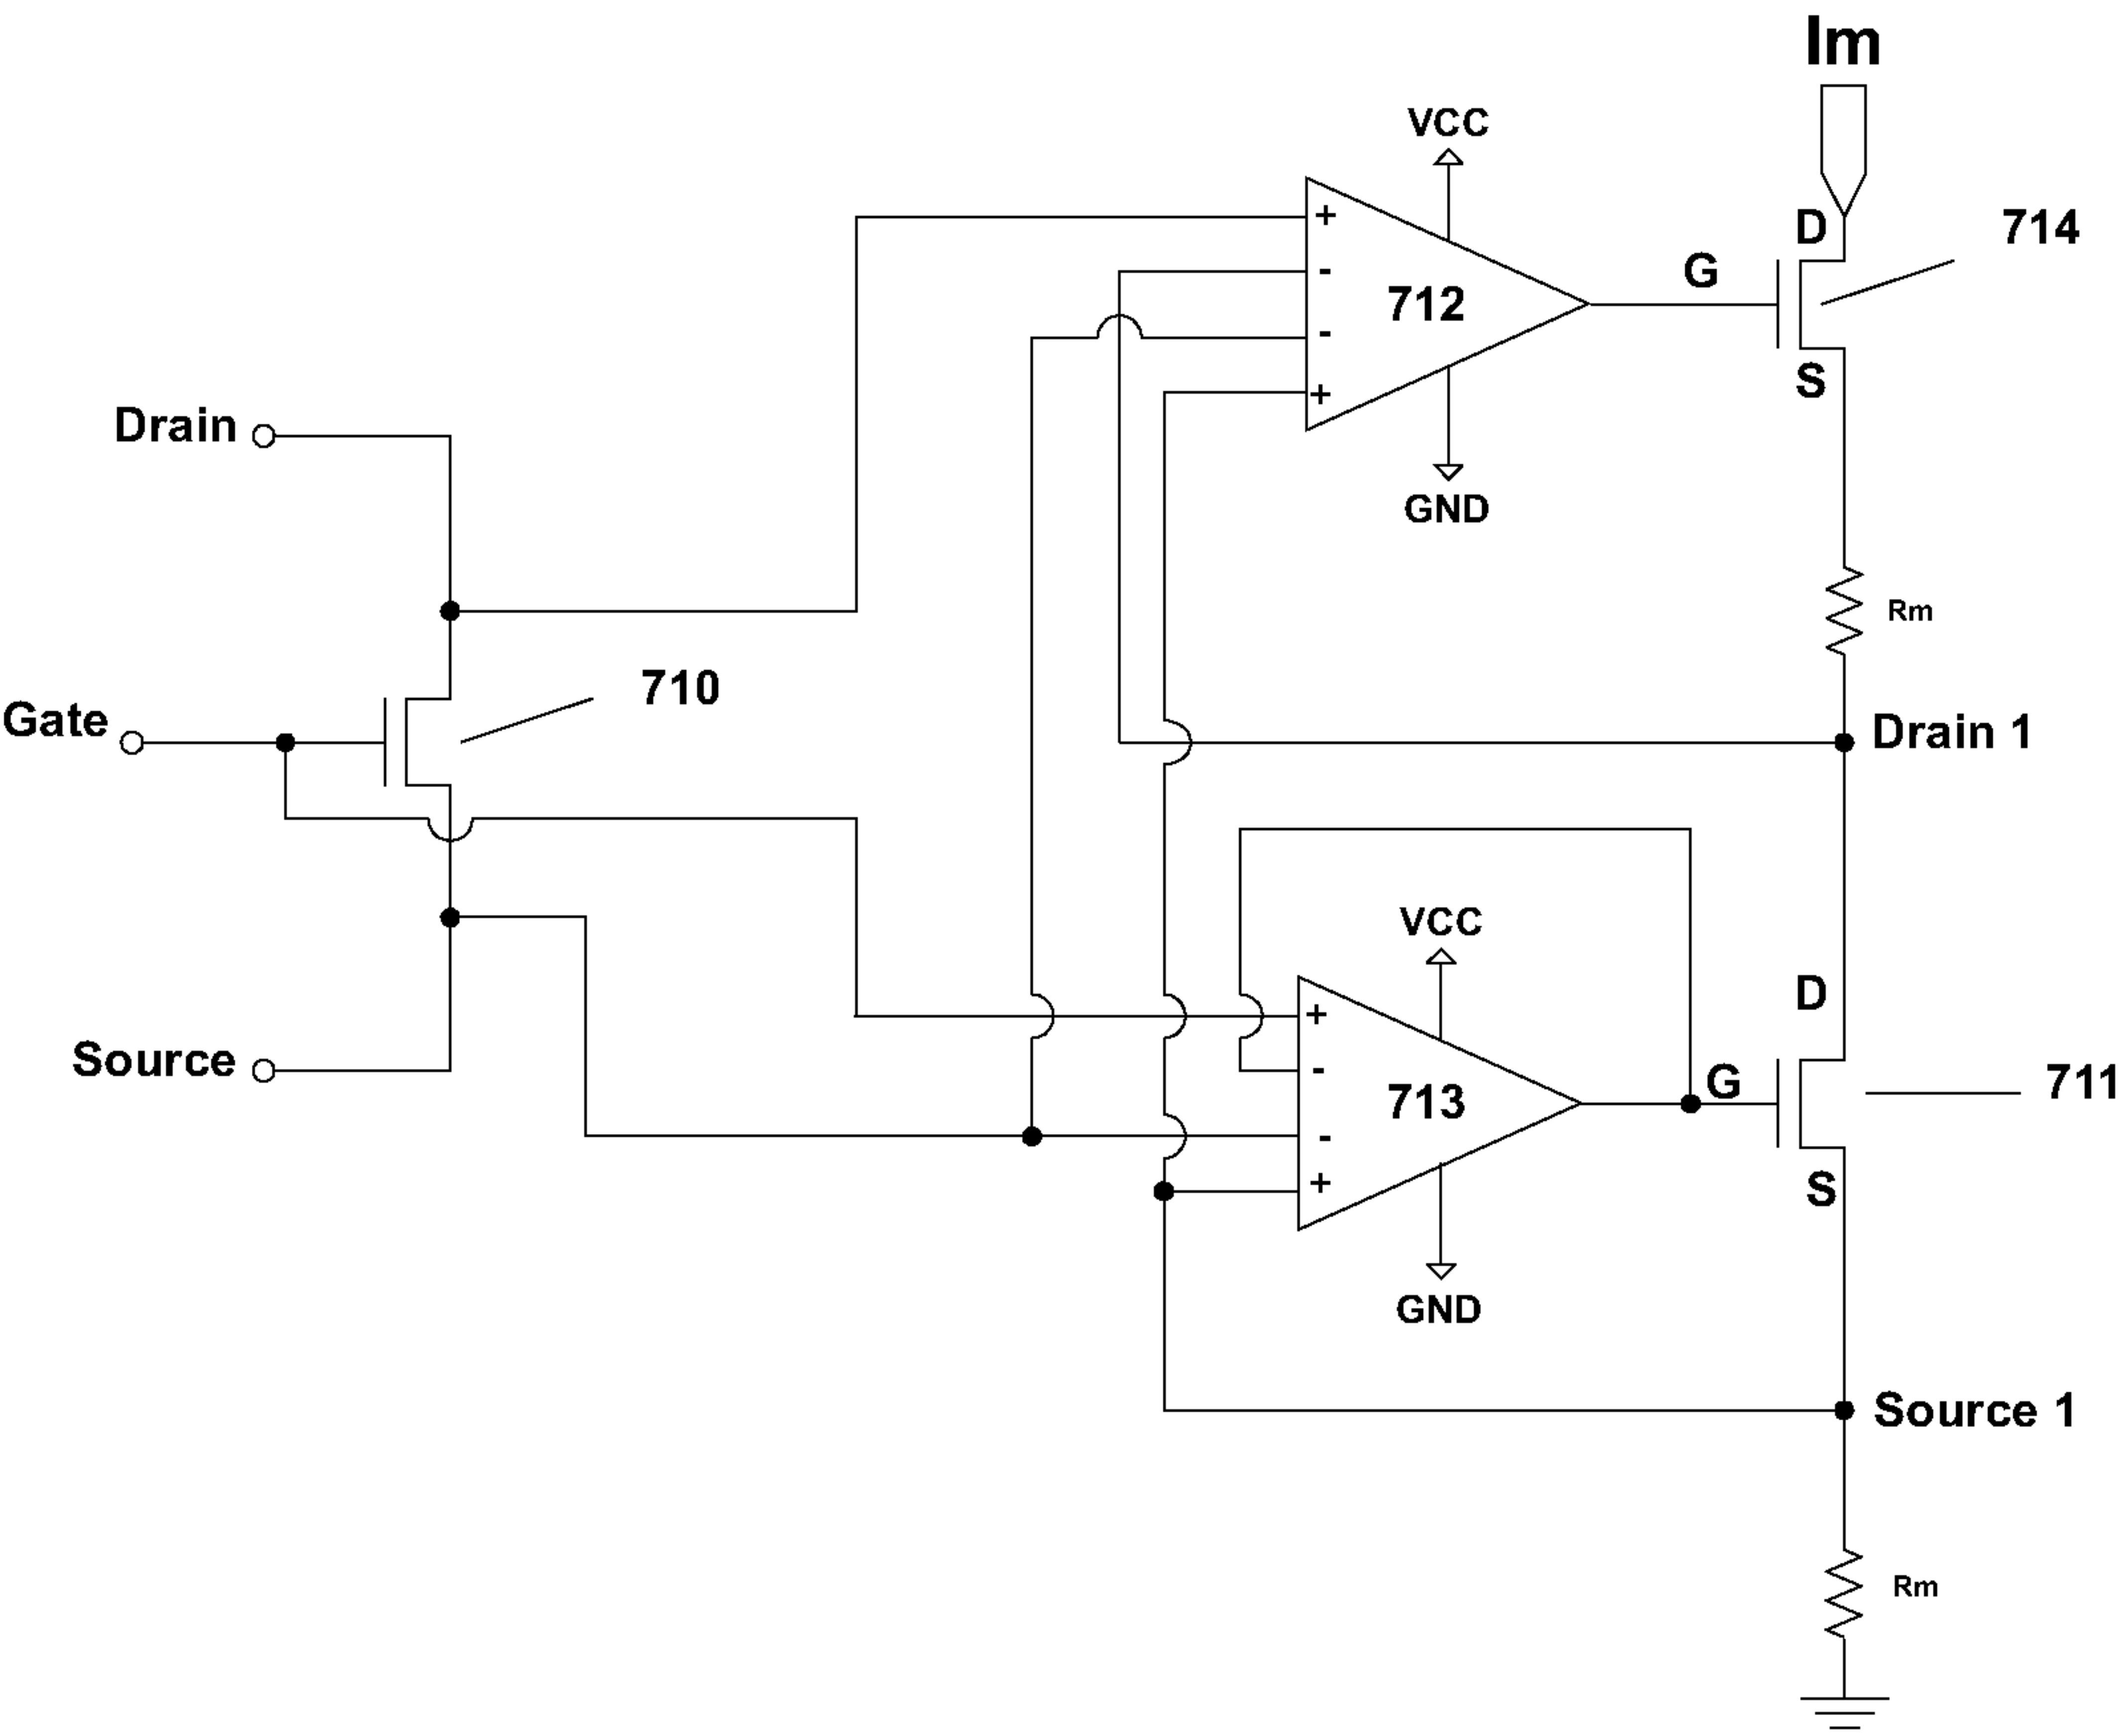 Im
VCC
D
714
+
G
-
712
-
S
+
Drain
GND
Rm
710
Gate
Drain 1
VCC
D
+
-
G
711
713
-
+
S
Source
GND
Source 1
Rm